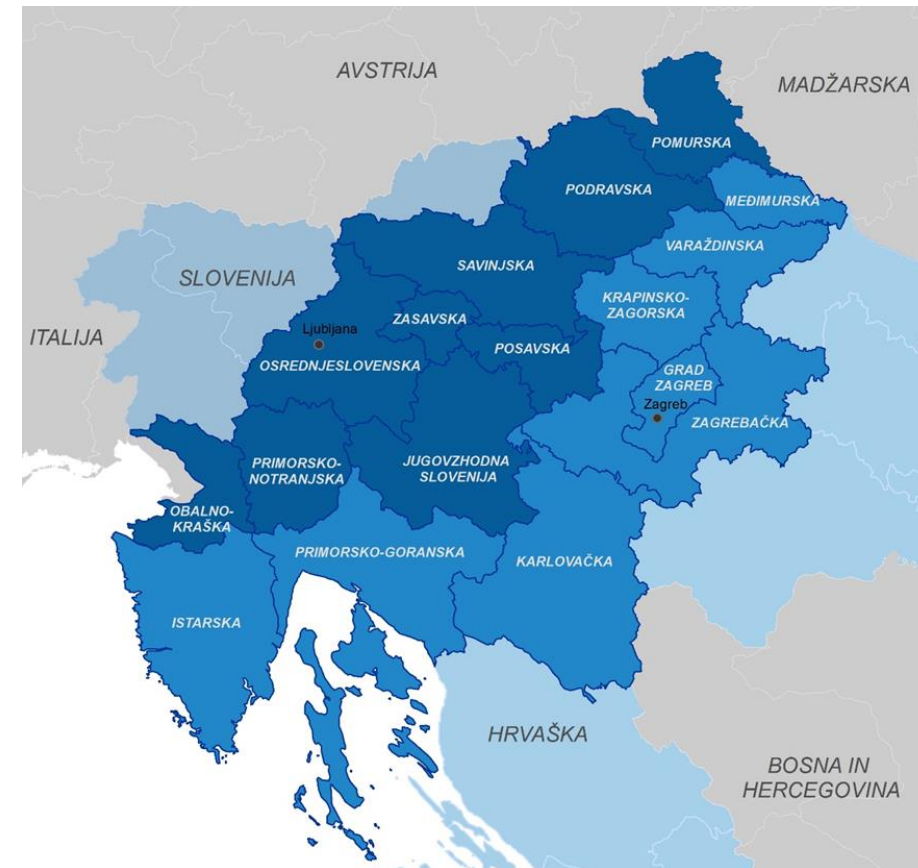 AVSTRIJA
MADŽARSKA
POMURSKA
PODRAVSKA
MEĐIMURSKA
VARAŽDINSKA
SAVINJSKA
SLOVENIJA
KRAPINSKO-
ZAGORSKA
ZASAVSKA
Ljubljana
ITALIJA
POSAVSKA
OSREDNJESLOVENSKA
GRAD
ZAGREB
Zagreb
ZAGREBAČKA
PRIMORSKO-
NOTRANJSKA
JUGOVZHODNA
SLOVENIJA
OBALNO-
KRAŠKA
PRIMORSKO-GORANSKA
KARLOVAČKA
ISTARSKA
HRVAŠKA
BOSNA IN
HERCEGOVINA